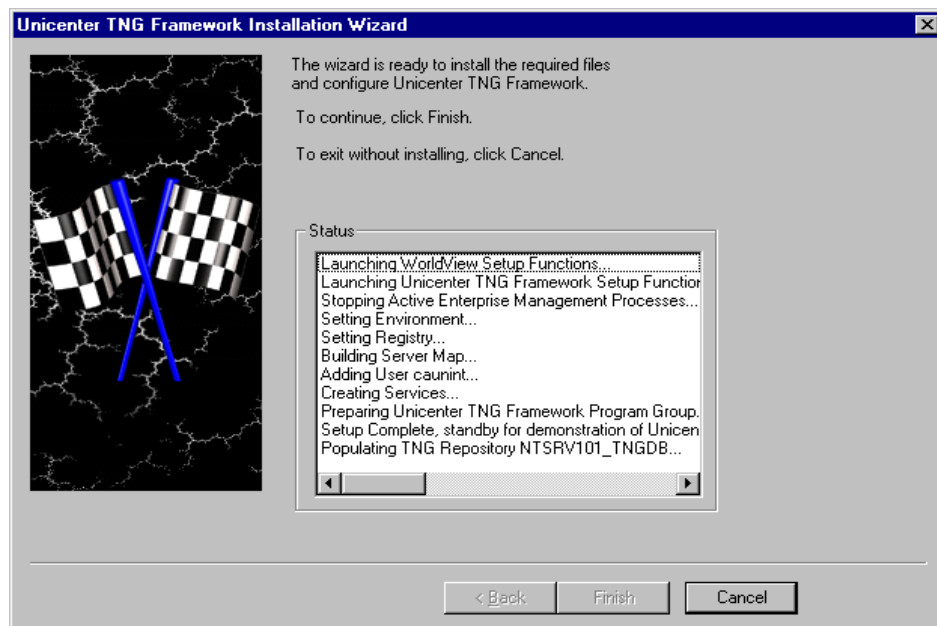 Unicenter TNG Framework Installation Wizard
The wizard is ready to install the required files
and configure Unicenter TNG Framework.
To continue, click Finish.
To exit without installing, click Cancel.
Status
Launching WorldView Setup Functions...
Launching Unicenter TNG Framework Setup Function
Stopping Active Enterprise Management Processes...
Setting Environment...
Setting Registry...
Building Server Map...
Adding User caunint...
Creating Services...
Preparing Unicenter TNG Framework Program Group.
Setup Complete, standby for demonstration of Unicen
Populating TNG Repository NTSRV101_TNGDB...
< Back
Finish
Cancel